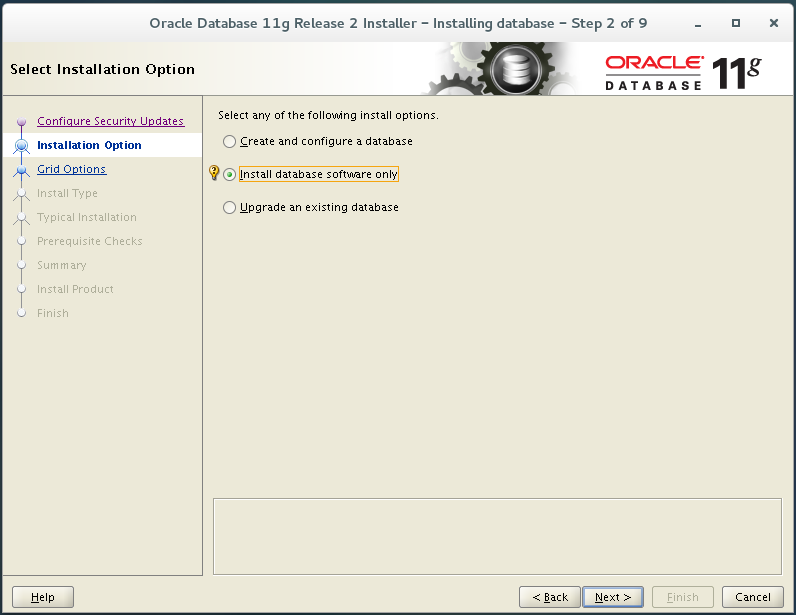 Oracle Database 11g Release 2 Installer – Installing database – Step 2 of 9
Select Installation Option
ORACLE
DATABASE
11g
Configure Security Updates
Installation Option
Grid Options
Install Type
Typical Installation
Prerequisite Checks
Summary
Install Product
Finish
Select any of the following install options.
Create and configure a database
Install database software only
Upgrade an existing database
Help
< Back
Next >
Finish
Cancel